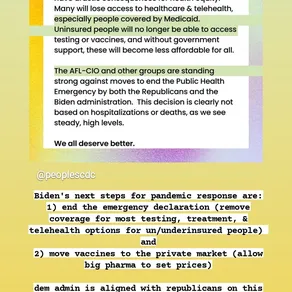 Many will lose access to healthcare & telehealth,
especially people covered by Medicaid.
Uninsured people will no longer be able to access
testing or vaccines, and without government
support, these will become less affordable for all.
The AFL-CIO and other groups are standing
strong against moves to end the Public Health
Emergency by both the Republicans and the
Biden administration. This decision is clearly not
based on hospitalizations or deaths, as we see
steady, high levels.
We all deserve better.
@peoplescdc
Biden's next steps for pandemic response are:
1) end the emergency declaration (remove
coverage for most testing, treatment, &
telehealth options for un/underinsured people)
and
2) move vaccines to the private market (allow
big pharma to set prices)
dem admin is aligned with republicans on this